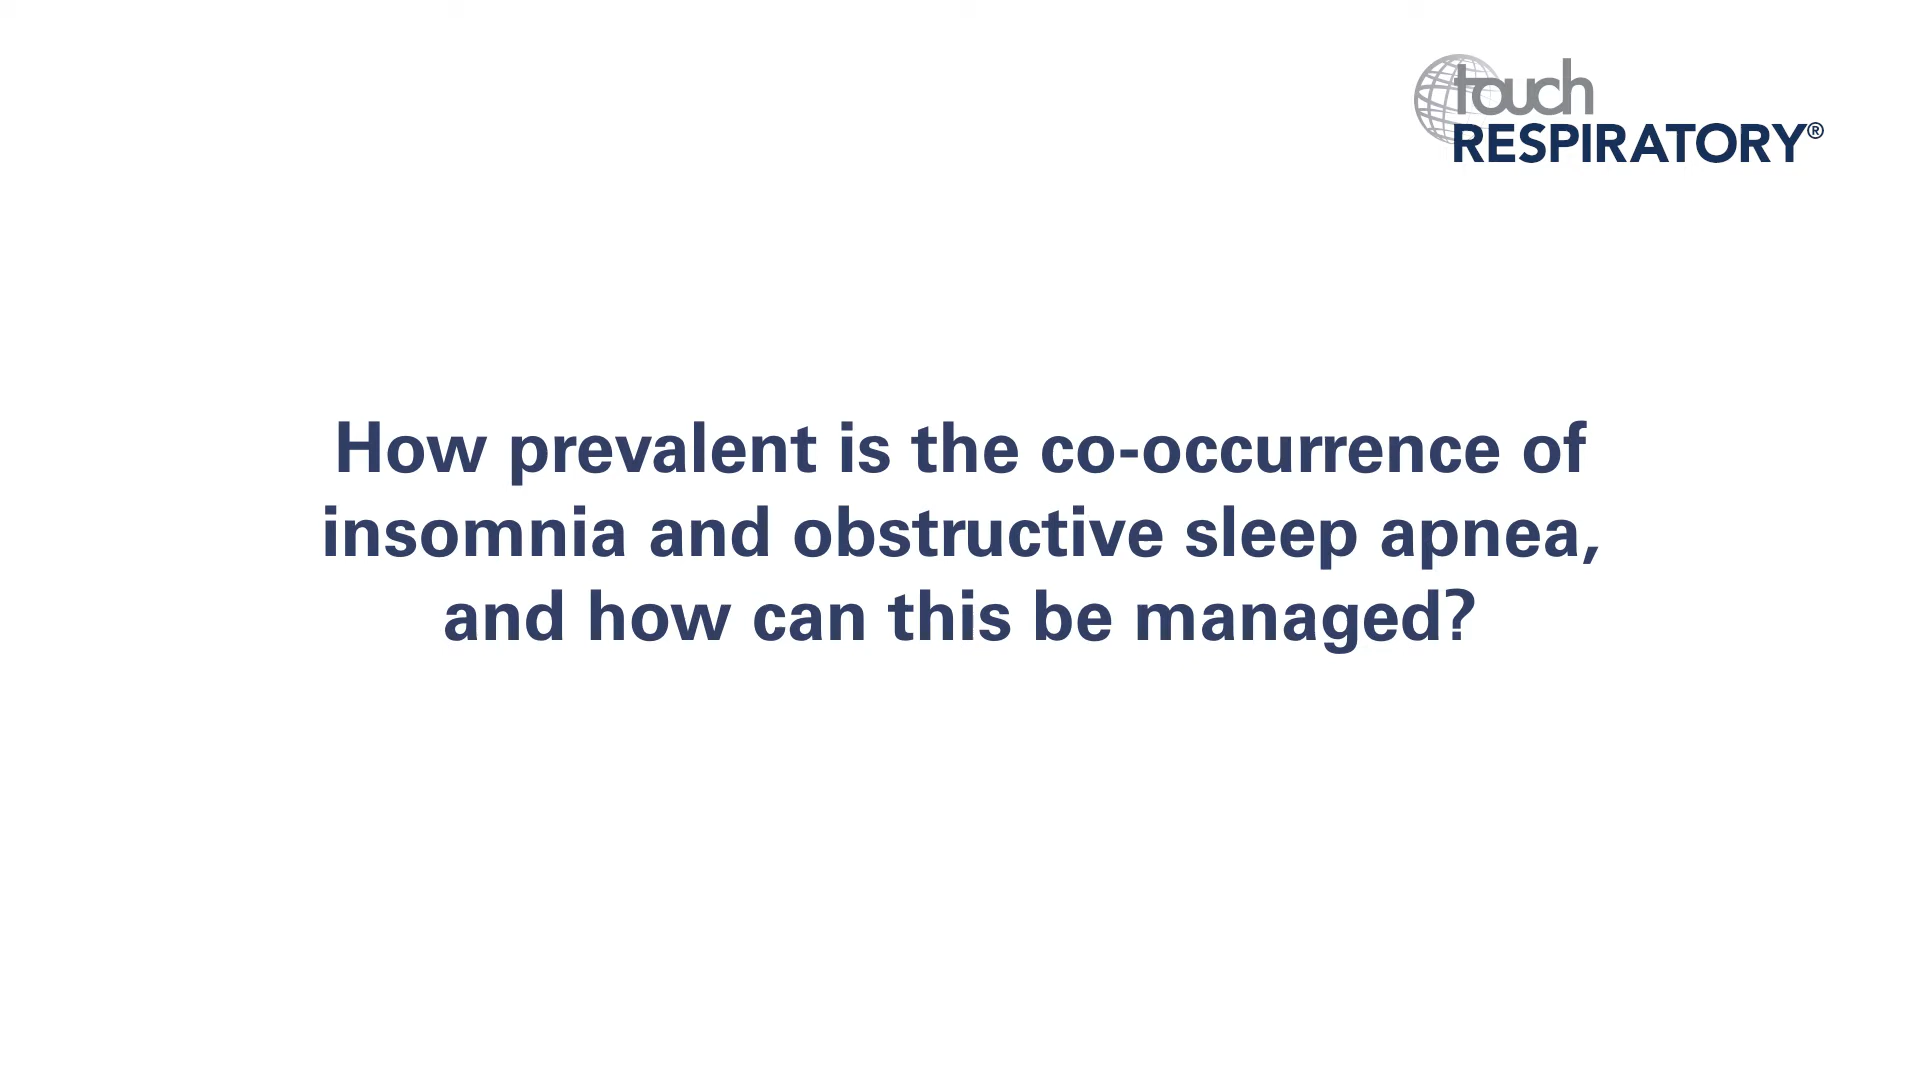 touch
RESPIRATORY®
How prevalent is the co-occurrence of
insomnia and obstructive sleep apnea,
and how can this be managed?